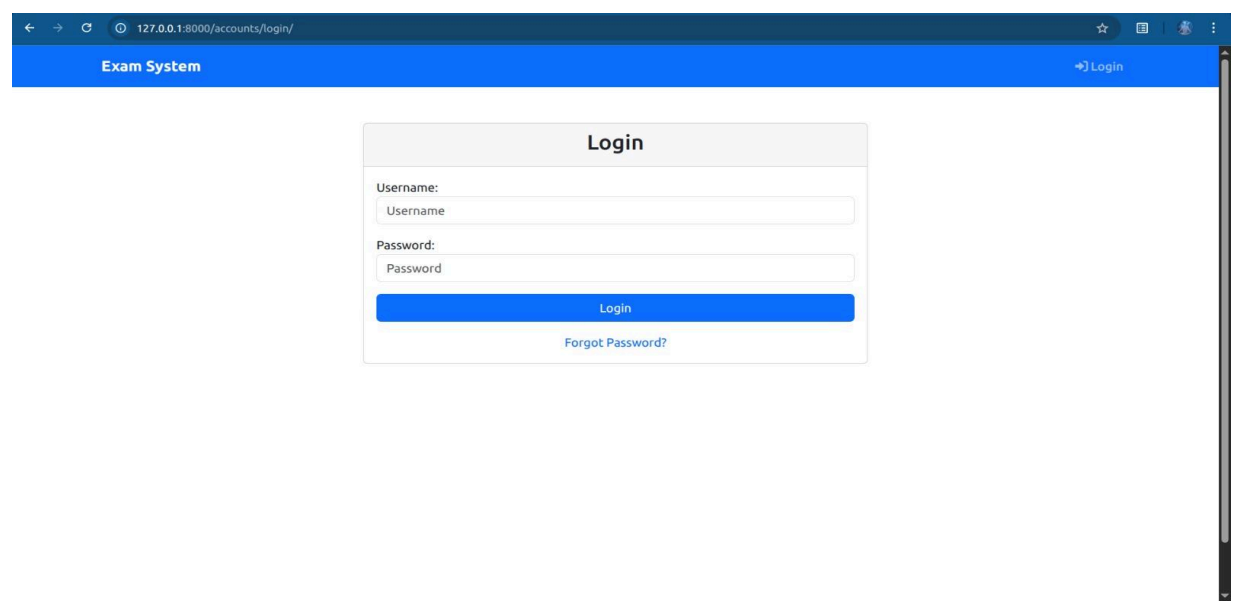 127.0.0.1:8000/accounts/login/
Exam System
Login
Login
Username:
Username
Password:
Password
Login
Forgot Password?